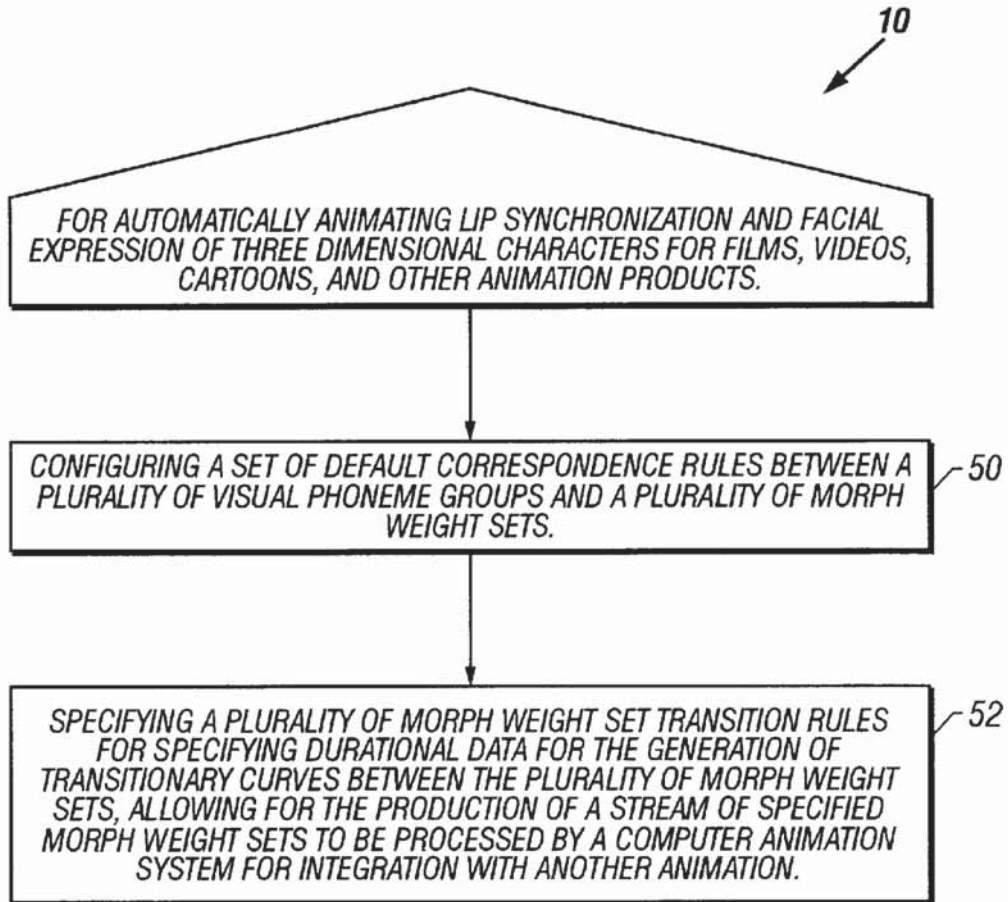 10
FOR AUTOMATICALLY ANIMATING LIP SYNCHRONIZATION AND FACIAL
EXPRESSION OF THREE DIMENSIONAL CHARACTERS FOR FILMS, VIDEOS,
CARTOONS, AND OTHER ANIMATION PRODUCTS.
CONFIGURING A SET OF DEFAULT CORRESPONDENCE RULES BETWEEN A
PLURALITY OF VISUAL PHONEME GROUPS AND A PLURALITY OF MORPH
WEIGHT SETS.
50
SPECIFYING A PLURALITY OF MORPH WEIGHT SET TRANSITION RULES
FOR SPECIFYING DURATIONAL DATA FOR THE GENERATION OF
TRANSITIONARY CURVES BETWEEN THE PLURALITY OF MORPH WEIGHT
SETS, ALLOWING FOR THE PRODUCTION OF A STREAM OF SPECIFIED
MORPH WEIGHT SETS TO BE PROCESSED BY A COMPUTER ANIMATION
SYSTEM FOR INTEGRATION WITH ANOTHER ANIMATION.
52